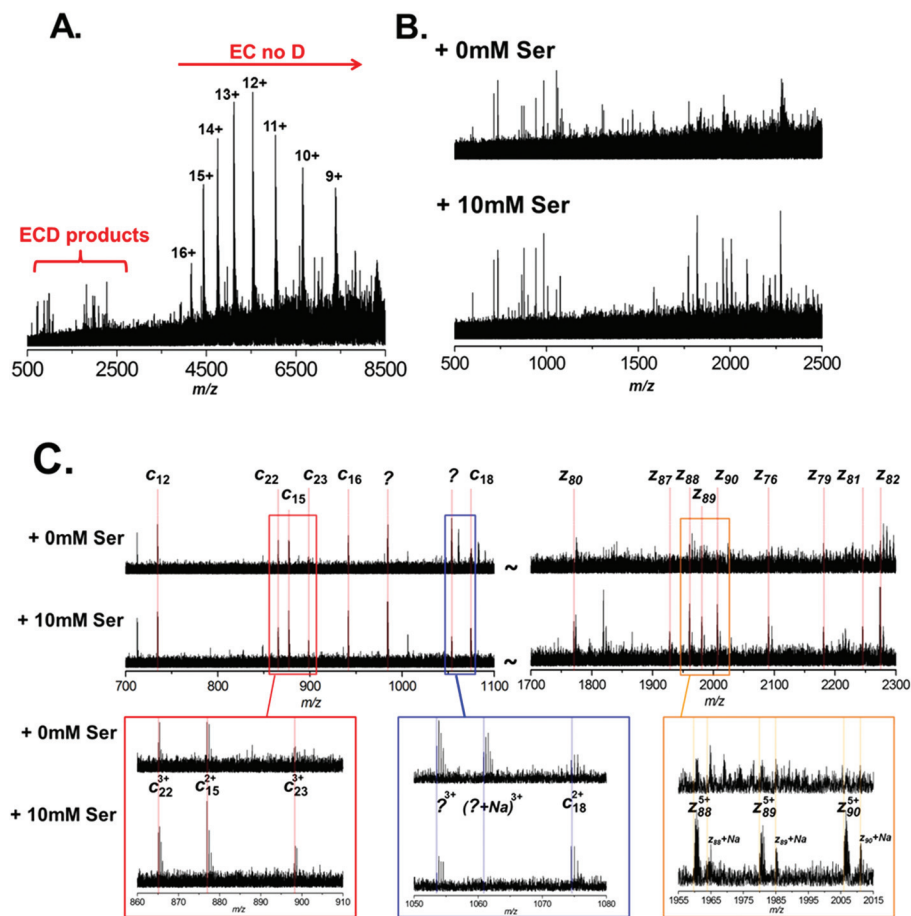 A.
EC no D
12+
13+
14+
11+
10+
15+
9+
16+
ECD products
500 2500 4500 6500 8500
m/z
B.
+ 0mM Ser
+ 10mM Ser
500 1000 1500 2000 2500
m/z
C.
c12 c22 c15 c23 c16 ? ? c18 z80 z87 z88 z89 z90 z76 z79 z81 z82
+ 0mM Ser
~
+ 10mM Ser
~
700 800 900 1000 1100
m/z
1700 1800 1900 2000 2100 2200 2300
m/z
+ 0mM Ser
+ 10mM Ser
c22 3+ c15 2+ c23 3+
860 865 870 875 880 885 890 895 900 905 910
m/z
? 3+ (?+Na)3+ c18 2+
1050 1060 1070 1080
m/z
z88 5+ z89 5+ z90 5+
z88+Na z89+Na z90+Na
1955 1965 1975 1985 1995 2005 2015
m/z